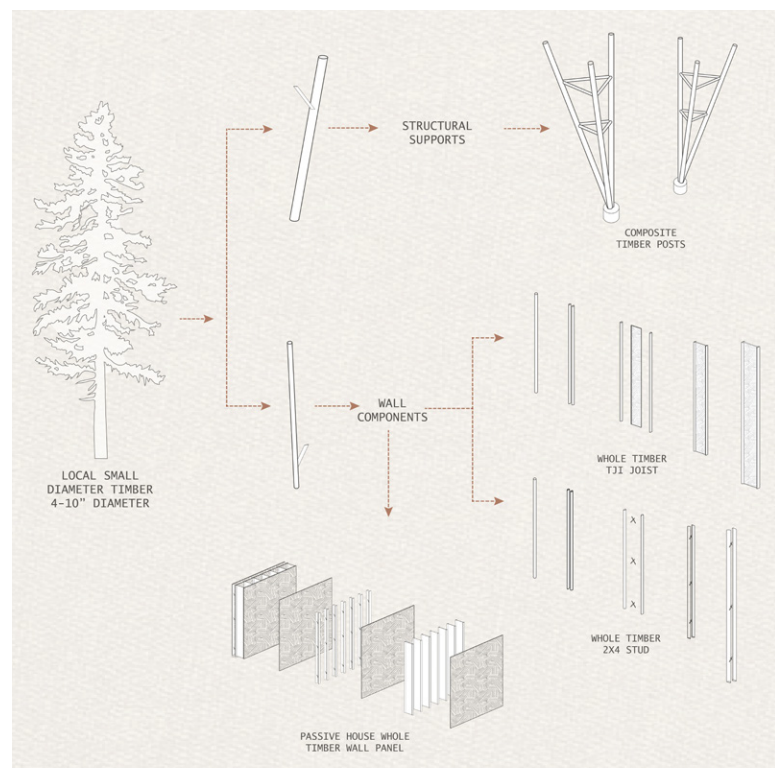 STRUCTURAL
SUPPORTS
COMPOSITE
TIMBER POSTS
WALL
COMPONENTS
LOCAL SMALL
DIAMETER TIMBER
4-10" DIAMETER
WHOLE TIMBER
TJI JOIST
WHOLE TIMBER
2X4 STUD
PASSIVE HOUSE WHOLE
TIMBER WALL PANEL